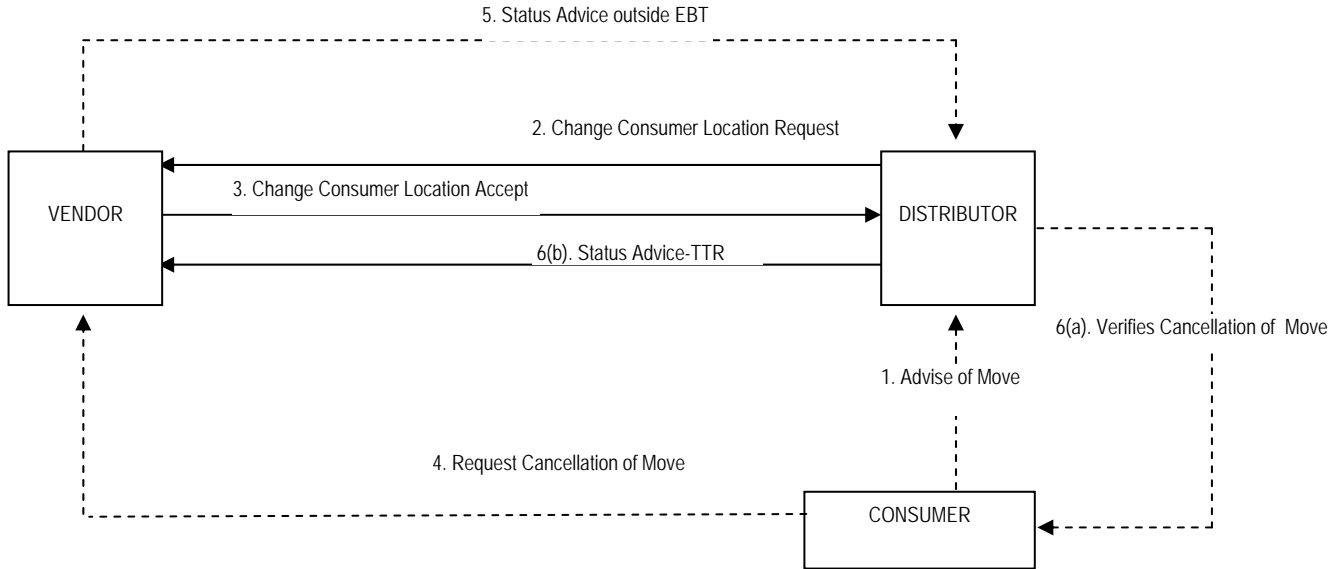 5. Status Advice outside EBT
2. Change Consumer Location Request
3. Change Consumer Location Accept
VENDOR
DISTRIBUTOR
6(b). Status Advice-TTR
6(a). Verifies Cancellation of Move
1. Advise of Move
4. Request Cancellation of Move
CONSUMER